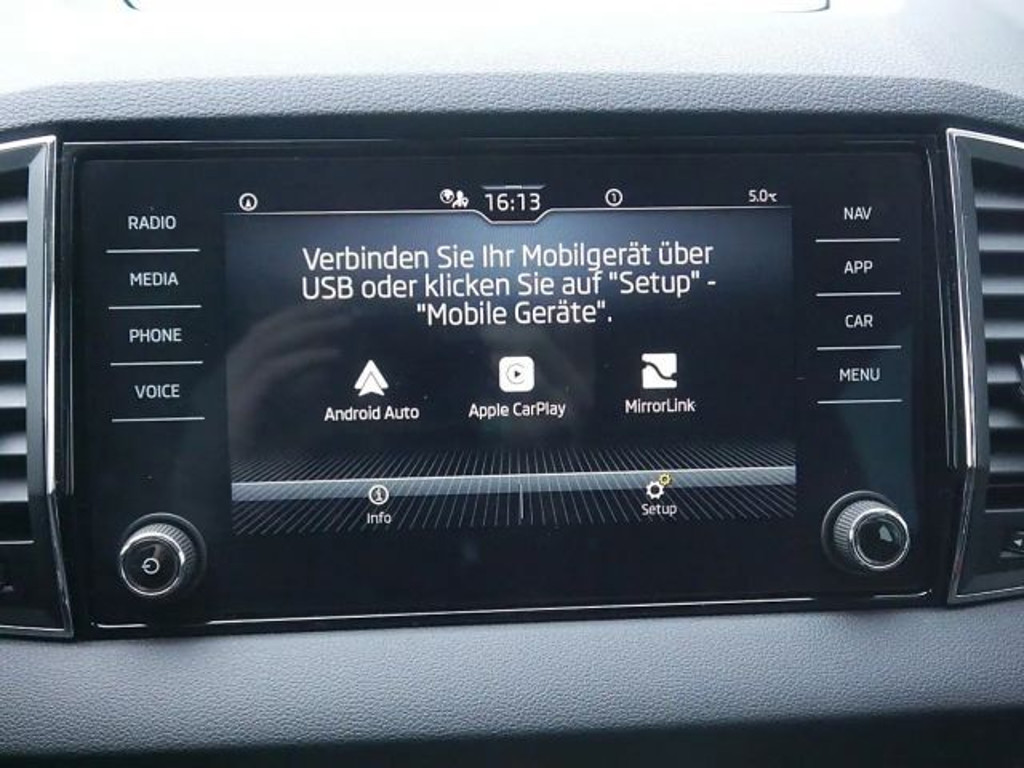 16:13
1
5.0°C
RADIO
MEDIA
PHONE
VOICE
Verbinden Sie Ihr Mobilgerät über
USB oder klicken Sie auf "Setup" -
"Mobile Geräte".
Android Auto
Apple CarPlay
MirrorLink
Info
Setup
NAV
APP
CAR
MENU